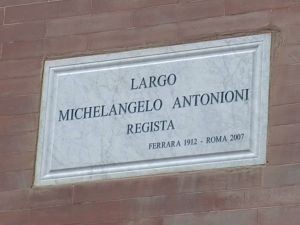 LARGO
MICHELANGELO ANTONIONI
REGISTA
FERRARA 1912 - ROMA 2007